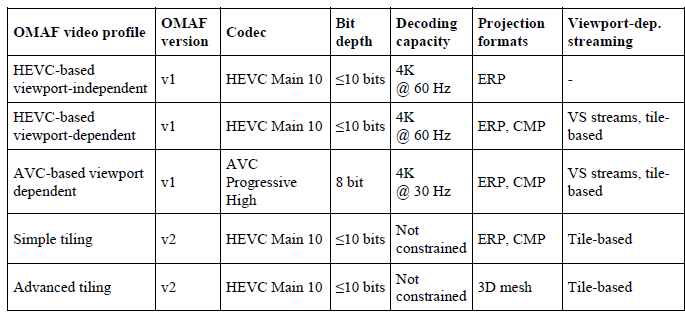 OMAF video profile
OMAF
version
Codec
Bit
depth
Decoding
capacity
Projection
formats
Viewport-dep.
streaming
HEVC-based
viewport-independent
v1
HEVC Main 10
≤10 bits
4K
@ 60 Hz
ERP
-
HEVC-based
viewport-dependent
v1
HEVC Main 10
≤10 bits
4K
@ 60 Hz
ERP, CMP
VS streams, tile-
based
AVC-based viewport
dependent
v1
AVC
Progressive
High
8 bit
4K
@ 30 Hz
ERP, CMP
VS streams, tile-
based
Simple tiling
v2
HEVC Main 10
≤10 bits
Not
constrained
ERP, CMP
Tile-based
Advanced tiling
v2
HEVC Main 10
≤10 bits
Not
constrained
3D mesh
Tile-based